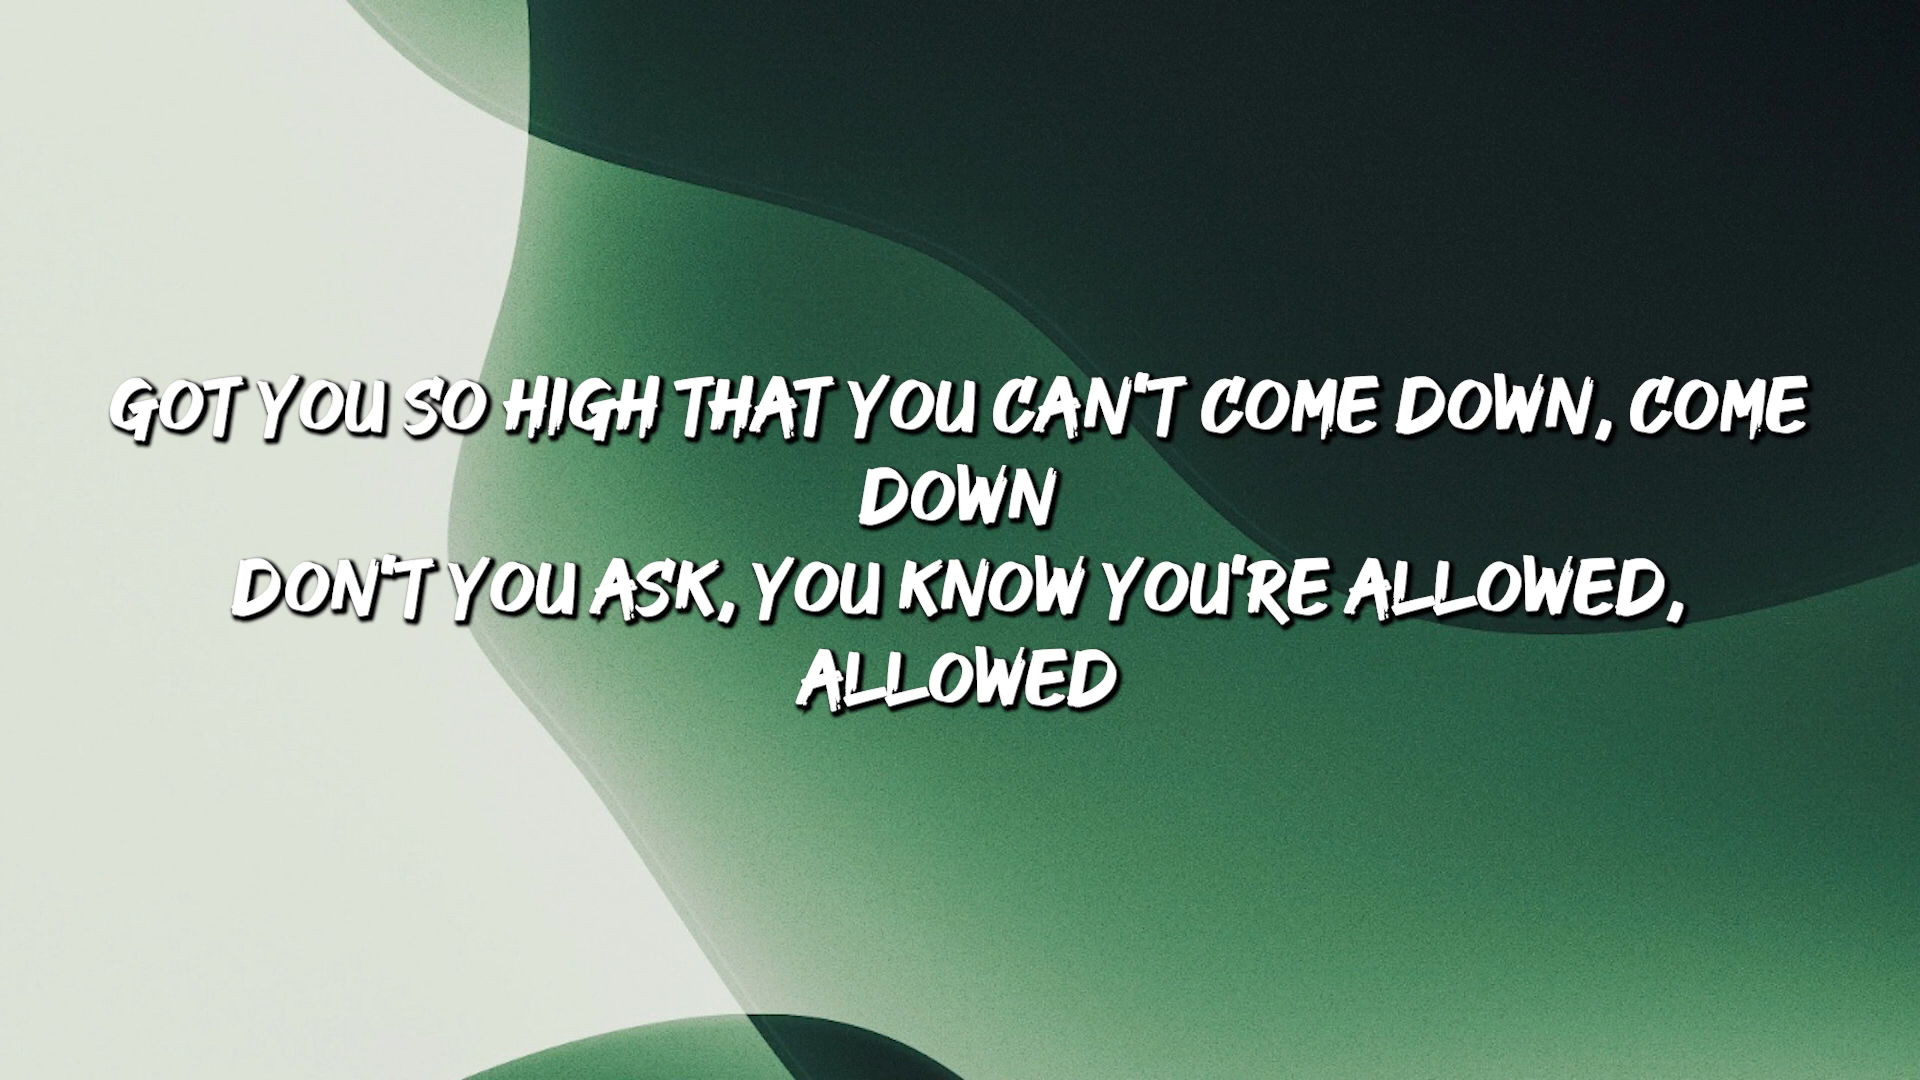 GOT YOU SO HIGH THAT YOU CAN'T COME DOWN, COME
DOWN
DON'T YOU ASK, YOU KNOW YOU'RE ALLOWED,
ALLOWED